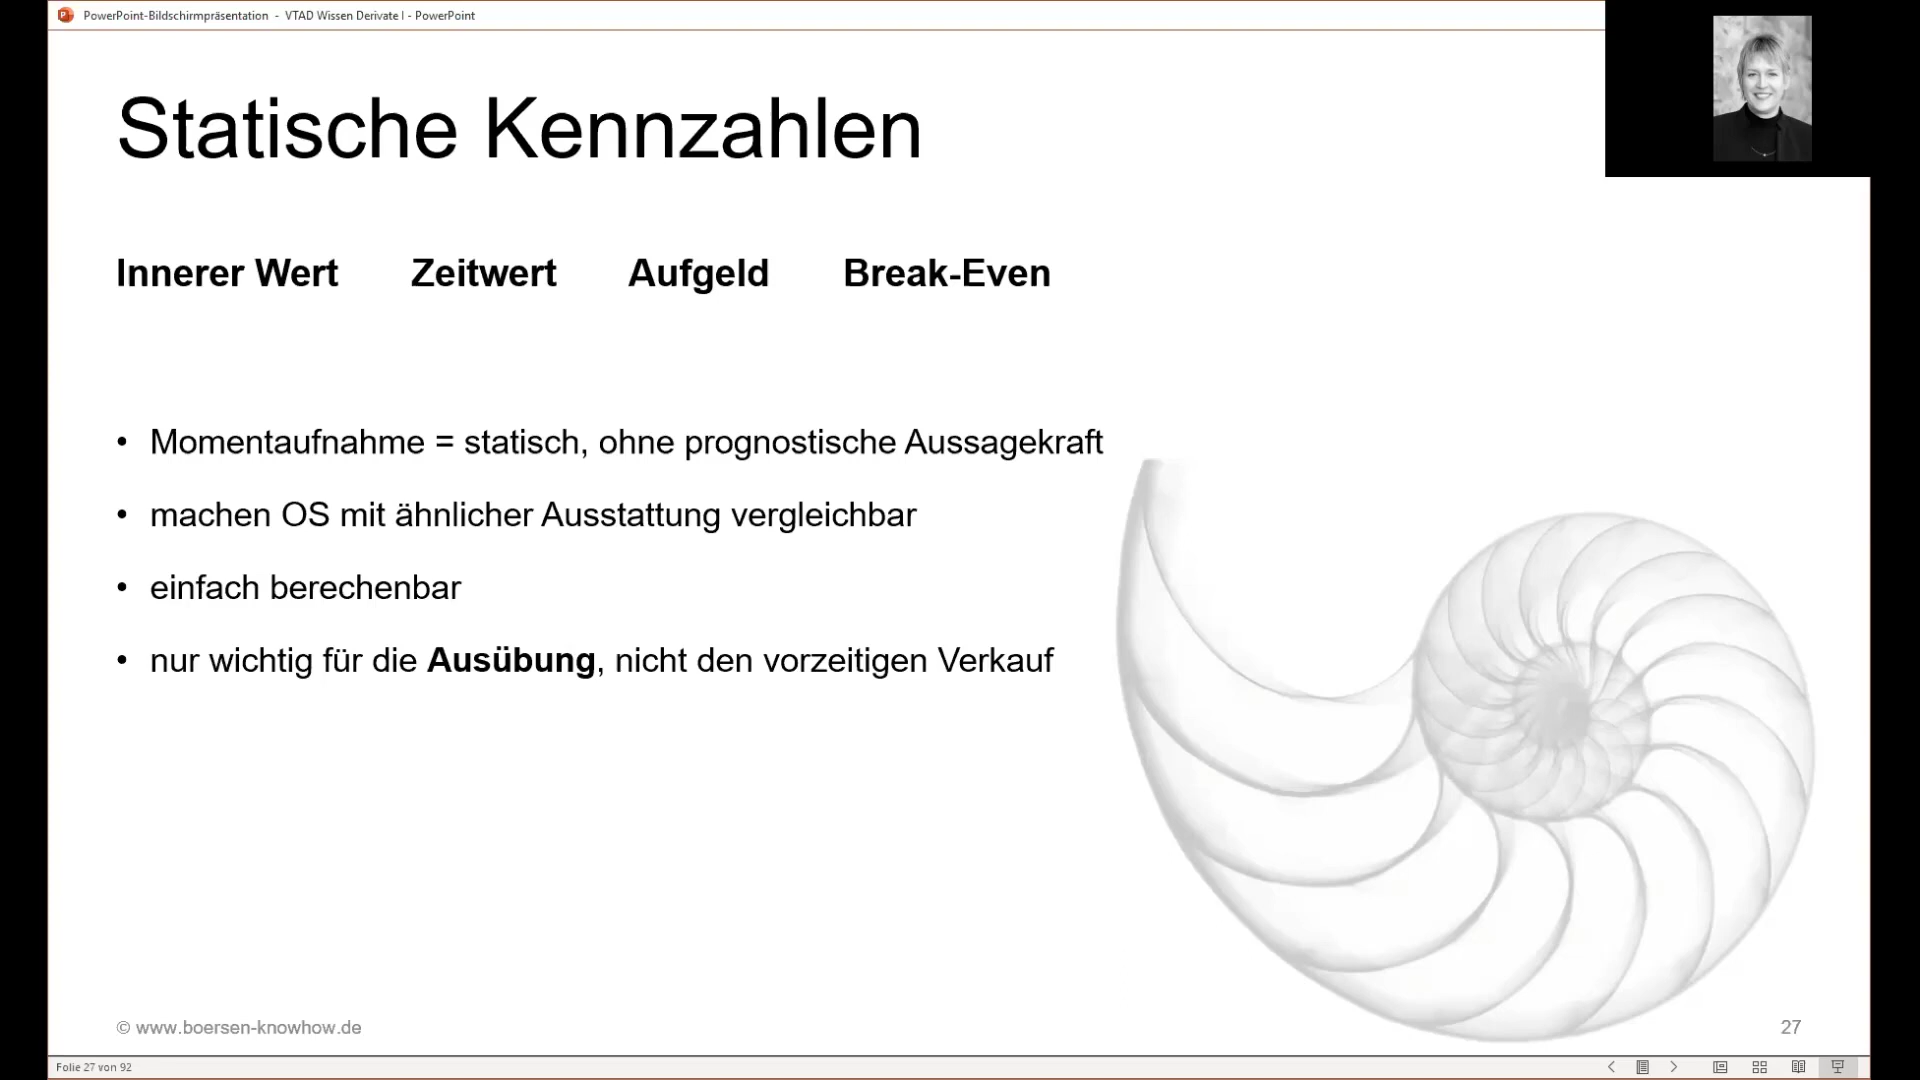 PowerPoint-Bildschirmpräsentation - VTAD Wissen Derivate I - PowerPoint
Statische Kennzahlen
Innerer Wert Zeitwert Aufgeld Break-Even
• Momentaufnahme = statisch, ohne prognostische Aussagekraft
• machen OS mit ähnlicher Ausstattung vergleichbar
• einfach berechenbar
• nur wichtig für die Ausübung, nicht den vorzeitigen Verkauf
© www.boersen-knowhow.de
27
Folie 27 von 92